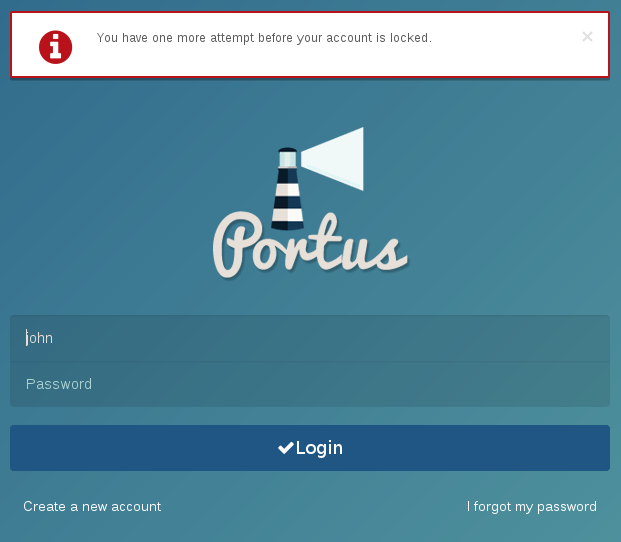 You have one more attempt before your account is locked.
×
Portus
john
Password
Login
Create a new account
I forgot my password